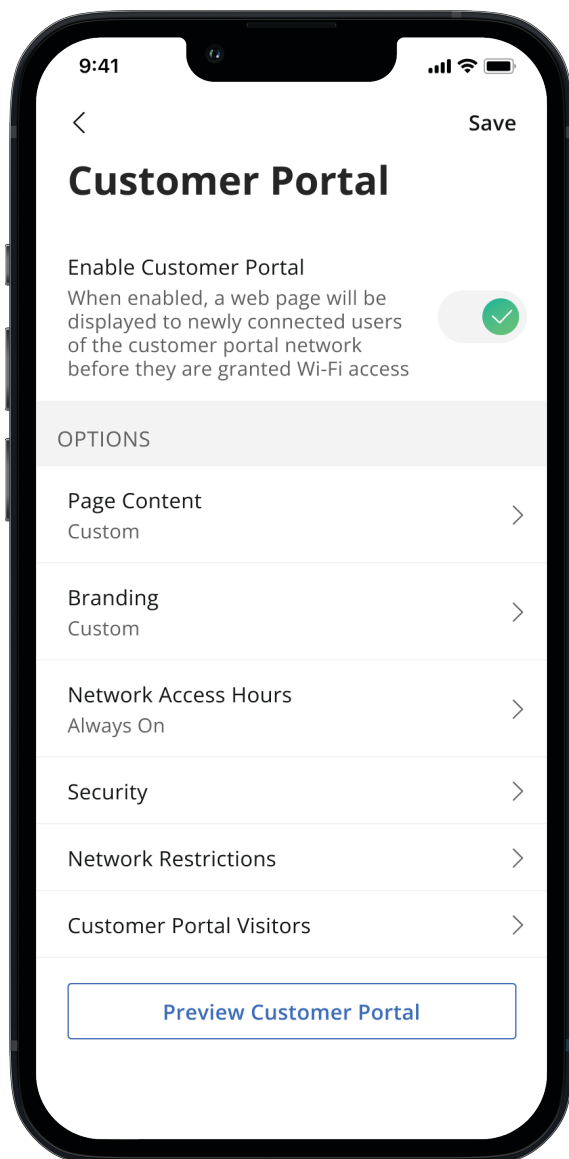 9:41
Save
Customer Portal
Enable Customer Portal
When enabled, a web page will be
displayed to newly connected users
of the customer portal network
before they are granted Wi-Fi access
OPTIONS
Page Content
Custom
Branding
Custom
Network Access Hours
Always On
Security
Network Restrictions
Customer Portal Visitors
Preview Customer Portal